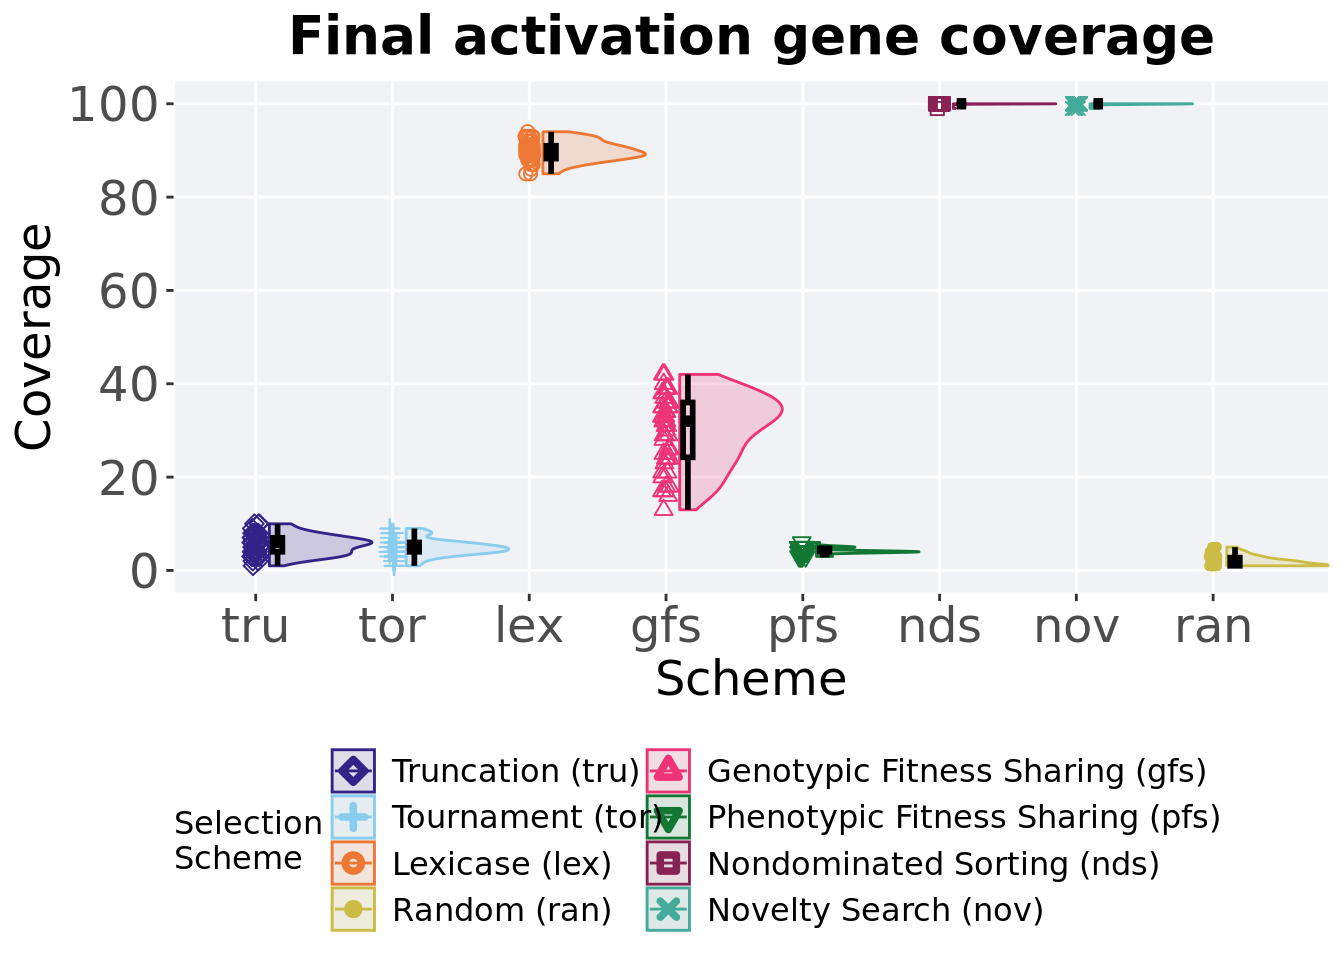 Final activation gene coverage
100
80
60
40
20
0
Coverage
tru tor lex gfs pfs nds nov ran
Scheme
Selection
Scheme
Truncation (tru)
Tournament (tor)
Lexicase (lex)
Random (ran)
Genotypic Fitness Sharing (gfs)
Phenotypic Fitness Sharing (pfs)
Nondominated Sorting (nds)
Novelty Search (nov)